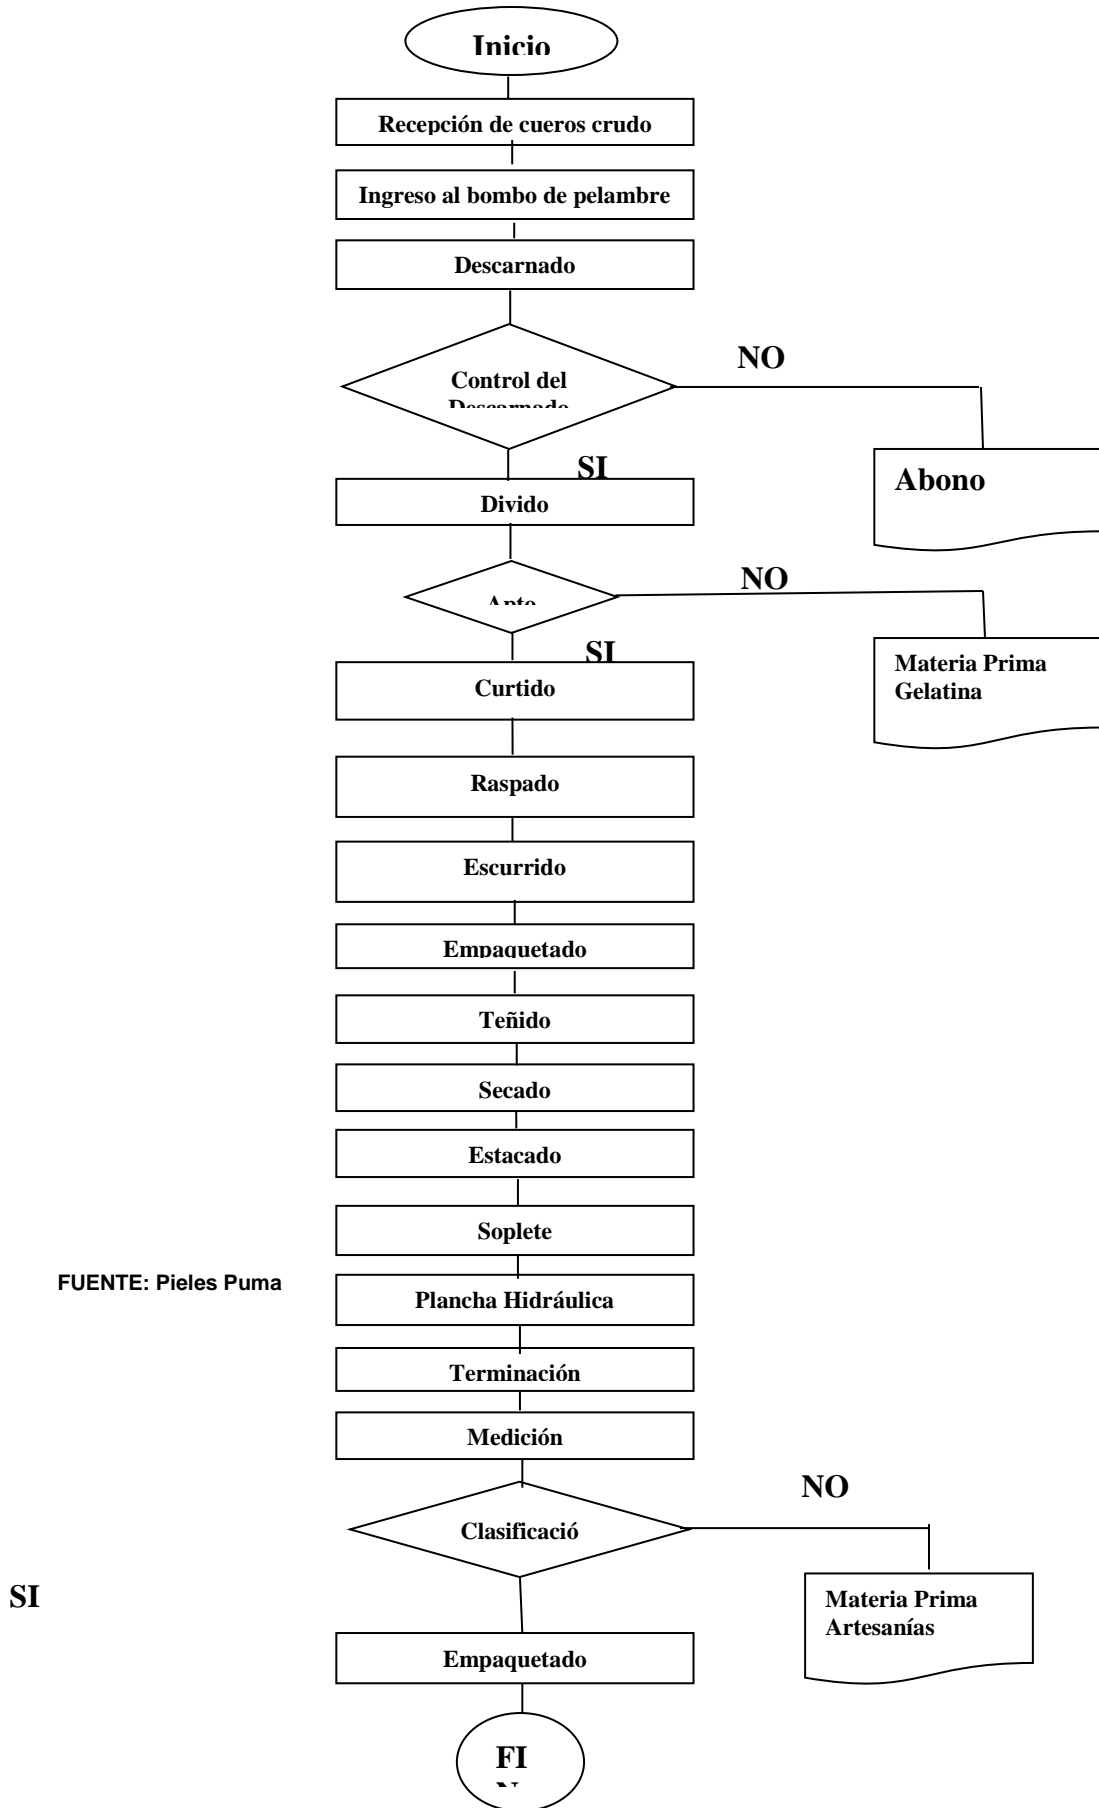 Inicio
Recepción de cueros crudo
Ingreso al bombo de pelambre
Descarnado
NO
Control del
Descarnado
SI
Abono
Divido
NO
Apto
SI
Materia Prima
Gelatina
Curtido
Raspado
Escurrido
Empaquetado
Teñido
Secado
Estacado
Soplete
FUENTE: Pieles Puma
Plancha Hidráulica
Terminación
Medición
NO
Clasificació
SI
Materia Prima
Artesanías
Empaquetado
FI
N